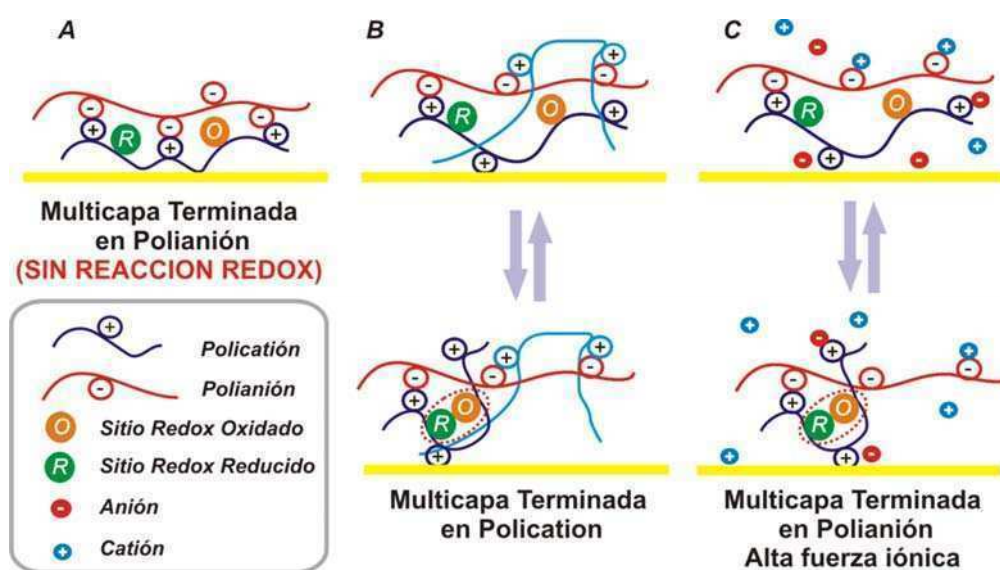 A
B
C
R
O
R
O
R
O
Multicapa Terminada
en Polianión
(SIN REACCION REDOX)
Policatión
Polianión
O
Sitio Redox Oxidado
R
Sitio Redox Reducido
Anión
Catión
R
O
R
O
Multicapa Terminada
en Polication
Multicapa Terminada
en Polianión
Alta fuerza iónica